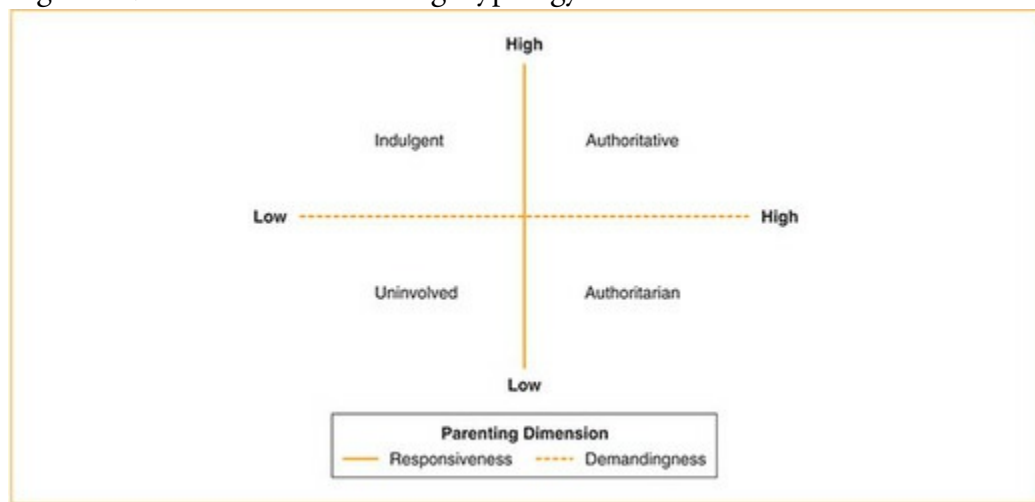 High
Indulgent Authoritative
Low High
Uninvolved Authoritarian
Low
Parenting Dimension
Responsiveness Demandingness